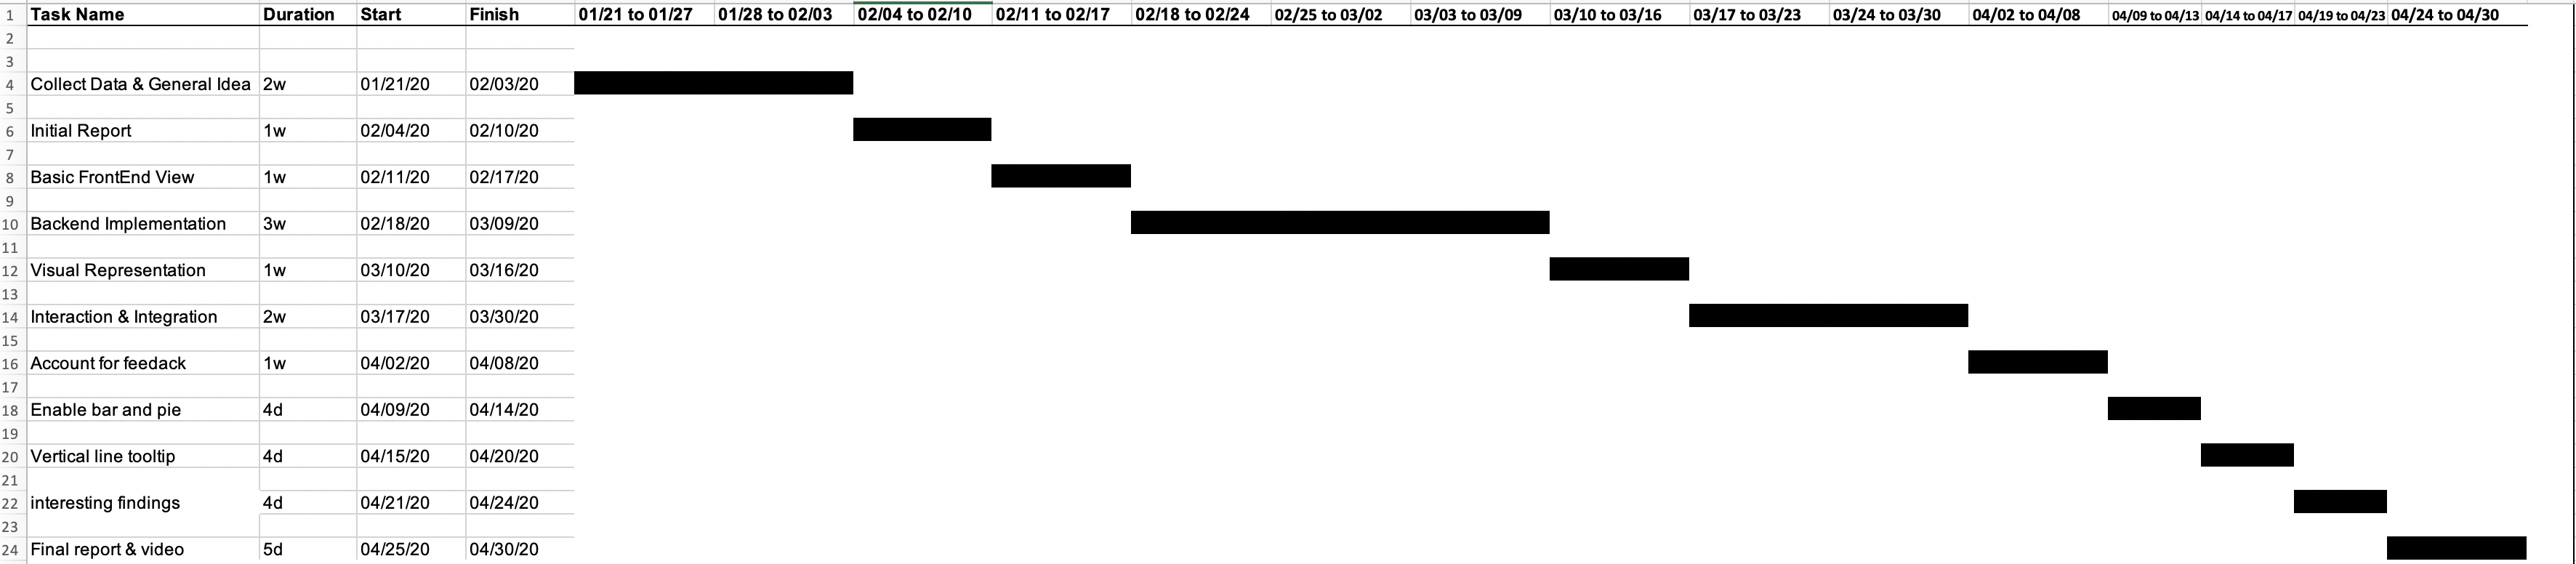 1 Task Name Duration Start Finish 01/21 to 01/27 01/28 to 02/03 02/04 to 02/10 02/11 to 02/17 02/18 to 02/24 02/25 to 03/02 03/03 to 03/09 03/10 to 03/16 03/17 to 03/23 03/24 to 03/30 04/02 to 04/08 04/09 to 04/13 04/14 to 04/17 04/19 to 04/23 04/24 to 04/30
2
3
4 Collect Data & General Idea 2w 01/21/20 02/03/20
5
6 Initial Report 1w 02/04/20 02/10/20
7
8 Basic FrontEnd View 1w 02/11/20 02/17/20
9
10 Backend Implementation 3w 02/18/20 03/09/20
11
12 Visual Representation 1w 03/10/20 03/16/20
13
14 Interaction & Integration 2w 03/17/20 03/30/20
15
16 Account for feedack 1w 04/02/20 04/08/20
17
18 Enable bar and pie 4d 04/09/20 04/14/20
19
20 Vertical line tooltip 4d 04/15/20 04/20/20
21
22 interesting findings 4d 04/21/20 04/24/20
23
24 Final report & video 5d 04/25/20 04/30/20